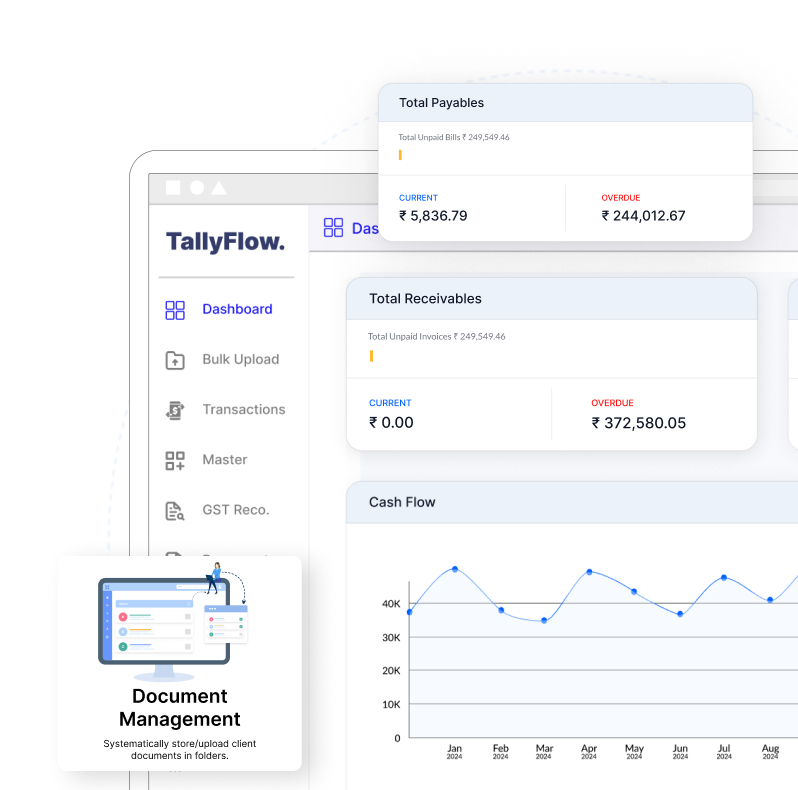 Total Payables
Total Unpaid Bills ₹ 249,549.46
CURRENT
₹ 5,836.79
OVERDUE
₹ 244,012.67
TallyFlow.
Das
Dashboard
Bulk Upload
Transactions
Master
GST Reco.
Total Receivables
Total Unpaid Invoices ₹ 249,549.46
CURRENT
₹ 0.00
OVERDUE
₹ 372,580.05
Cash Flow
40K
30K
20K
10K
0
Jan Feb Mar Apr May Jun Jul Aug
2024 2024 2024 2024 2024 2024 2024 2024
Document
Management
Systematically store/upload client
documents in folders.